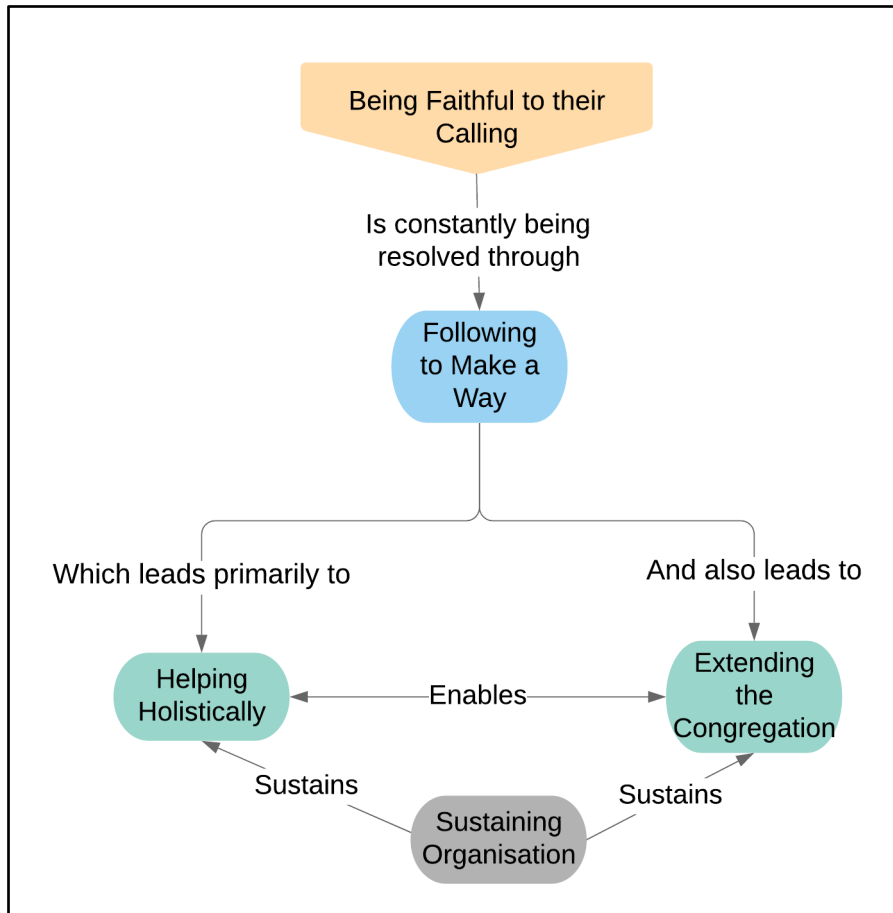 Being Faithful to their
Calling
Is constantly being
resolved through
Following
to Make a
Way
Which leads primarily to
And also leads to
Helping
Holistically
Enables
Extending
the
Congregation
Sustains
Sustains
Sustaining
Organisation